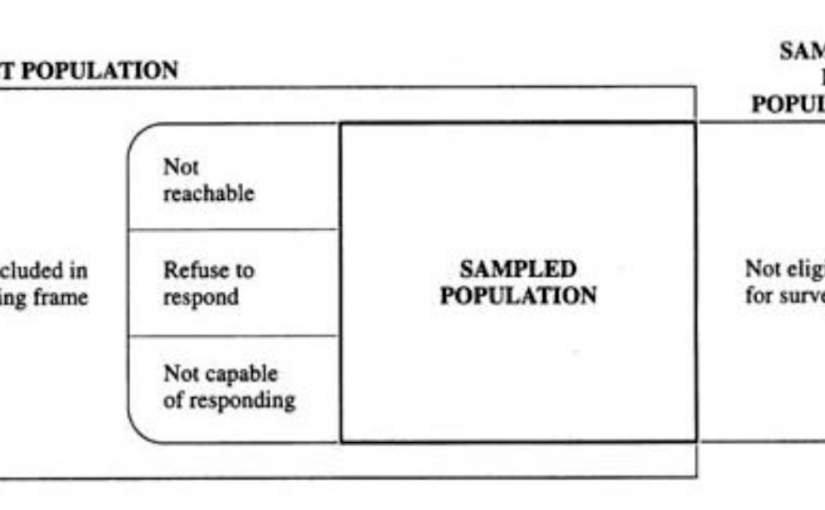 T POPULATION
SAM
POPUL
Not
reachable
cluded in
ing frame
Refuse to
respond
SAMPLED
POPULATION
Not eligi
for surve
Not capable
of responding